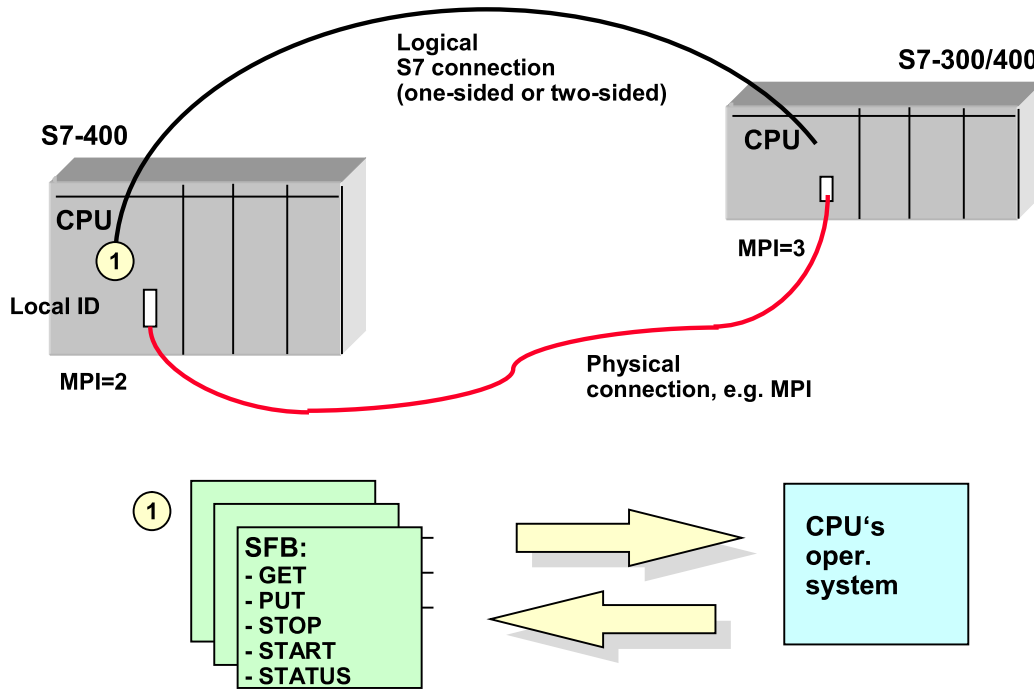 Logical
S7 connection
(one-sided or two-sided)
S7-300/400
S7-400
CPU
CPU
1
MPI=3
Local ID
MPI=2
Physical
connection, e.g. MPI
1
SFB:
- GET
- PUT
- STOP
- START
- STATUS
CPU‘s
oper.
system